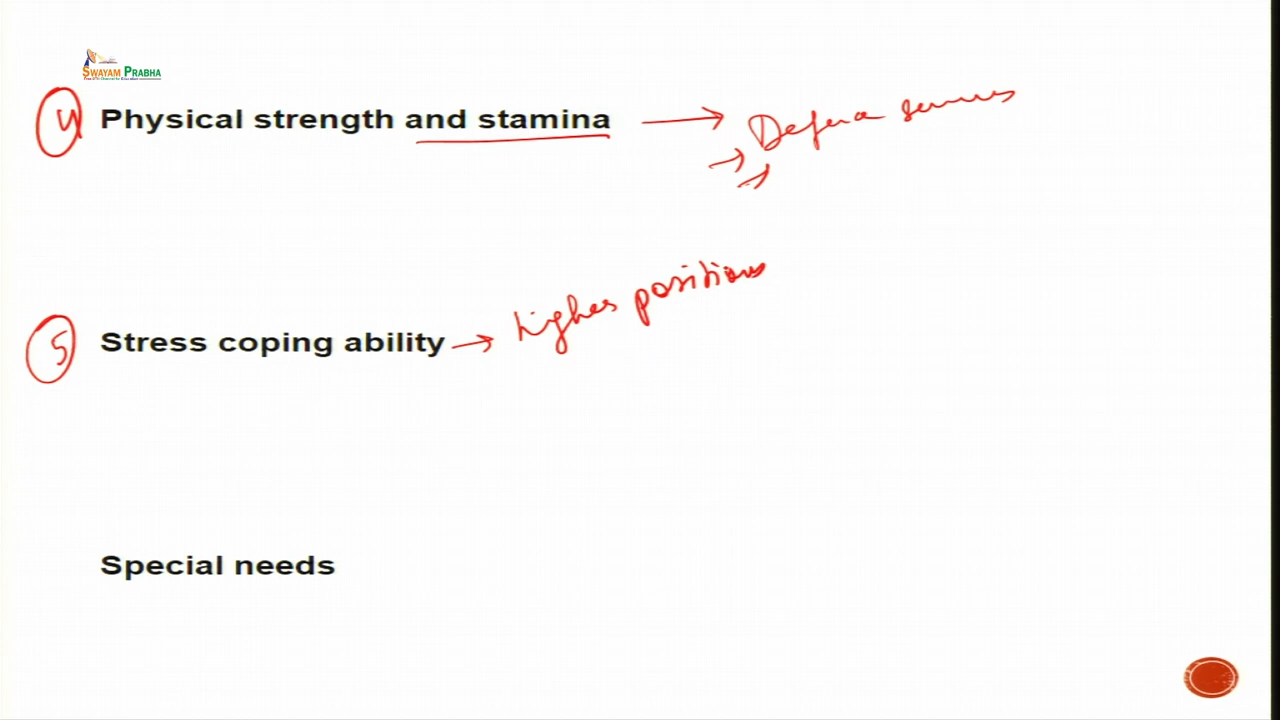 SWAYAM PRABHA
4 Physical strength and stamina → Defence services
5 Stress coping ability → higher positions
Special needs